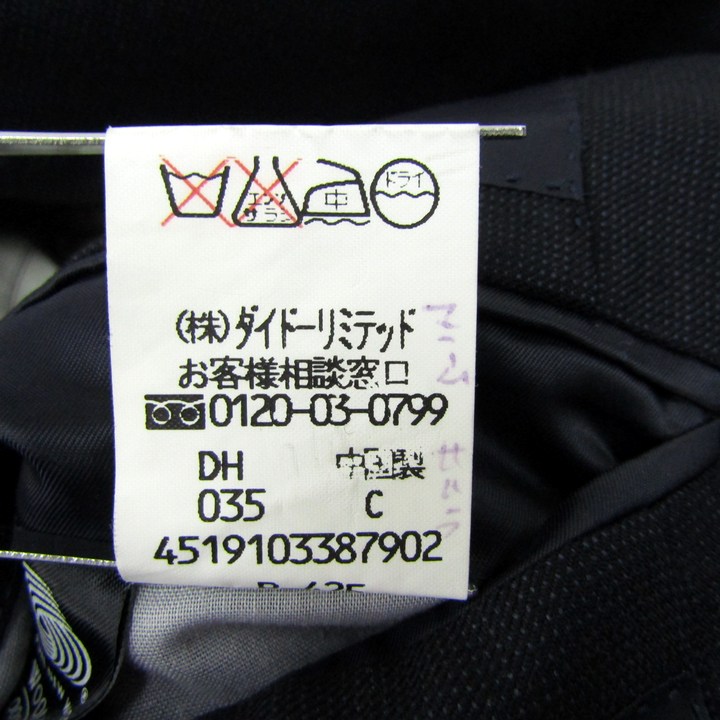 エンソ
サラシ
中
ドライ
(株)ダイドーリミテッド
お客様相談窓口
0120-03-0799
DH 中国製
035 C
4519103387902